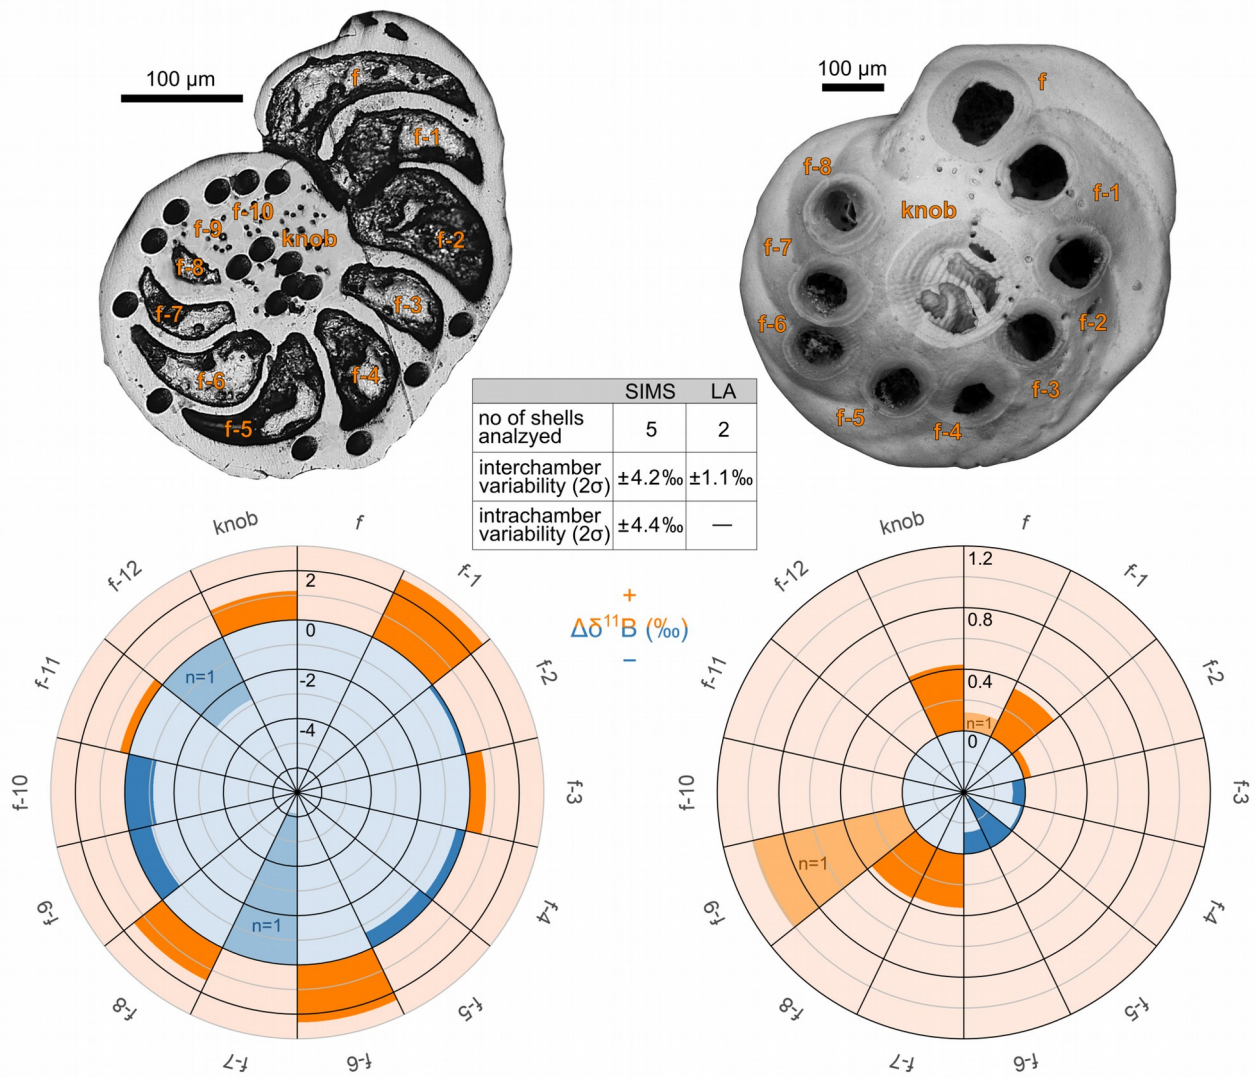 100 µm
f
f-1
f-2
f-3
f-4
f-5
f-6
f-7
f-8
f-9
f-10
knob
100 µm
f
f-1
f-2
f-3
f-4
f-5
f-6
f-7
f-8
knob
SIMS LA
no of shells
analzyed 5 2
interchamber
variability (2σ) ±4.2‰ ±1.1‰
intrachamber
variability (2σ) ±4.4‰ —
knob
f
f-1
f-2
f-3
f-4
f-5
f-6
f-7
f-8
f-9
f-10
f-11
f-12
2
0
-2
-4
n=1
n=1
+
Δδ¹¹B (‰)
−
knob
f
f-1
f-2
f-3
f-4
f-5
f-6
f-7
f-8
f-9
f-10
f-11
f-12
1.2
0.8
0.4
n=1
0
n=1